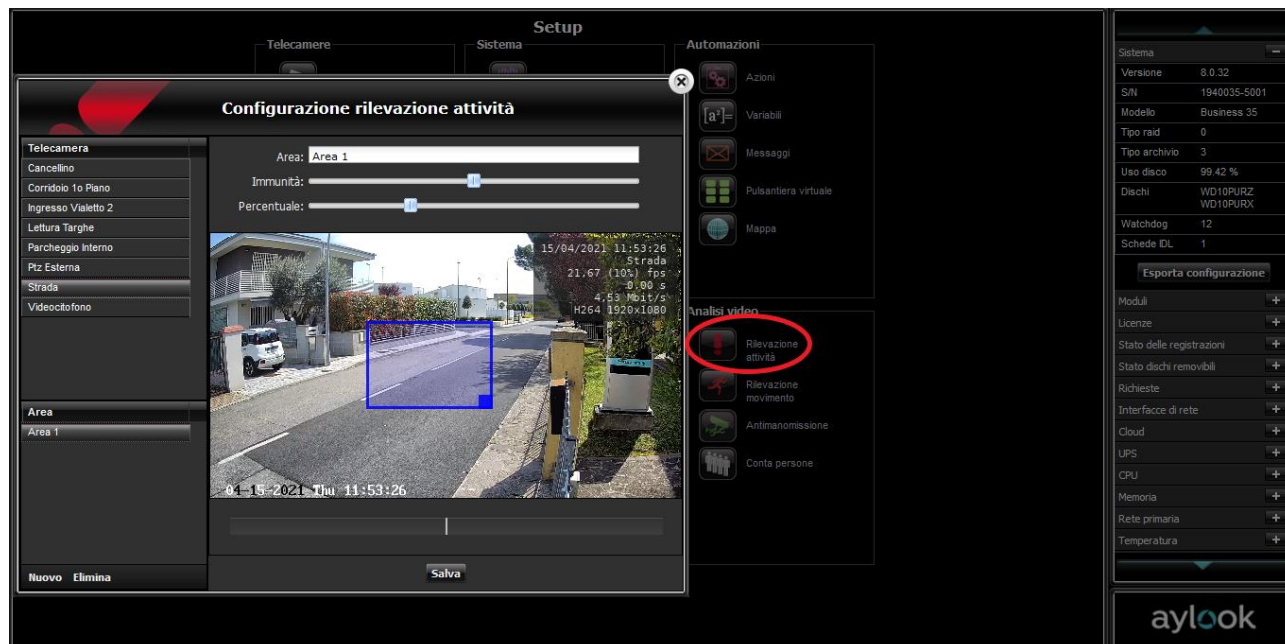 Setup
Telecamere
Sistema
Automazioni
Azioni
[a²]=
Variabili
Messaggi
Pulsantiera virtuale
Mappa
Analisi video
Rilevazione
attività
Rilevazione
movimento
Antimanomissione
Conta persone
Configurazione rilevazione attività
Telecamera
Cancellino
Corridoio 1o Piano
Ingresso Vialetto 2
Lettura Targhe
Parcheggio Interno
Ptz Esterna
Strada
Videocitofono
Area
Area 1
Nuovo Elimina
Area: Area 1
Immunità:
Percentuale:
15/04/2021 11:53:26
Strada
21.67 (10%) fps
0.00 s
4.53 Mbit/s
H264 1920x1080
04-15-2021 Thu 11:53:26
Salva
Sistema
Versione 8.0.32
S/N 1940035-5001
Modello Business 35
Tipo raid 0
Tipo archivio 3
Uso disco 99.42 %
Dischi WD10PURZ
WD10PURX
Watchdog 12
Schede IDL 1
Esporta configurazione
Moduli
Licenze
Stato delle registrazioni
Stato dischi removibili
Richieste
Interfacce di rete
Cloud
UPS
CPU
Memoria
Rete primaria
Temperatura
aylook